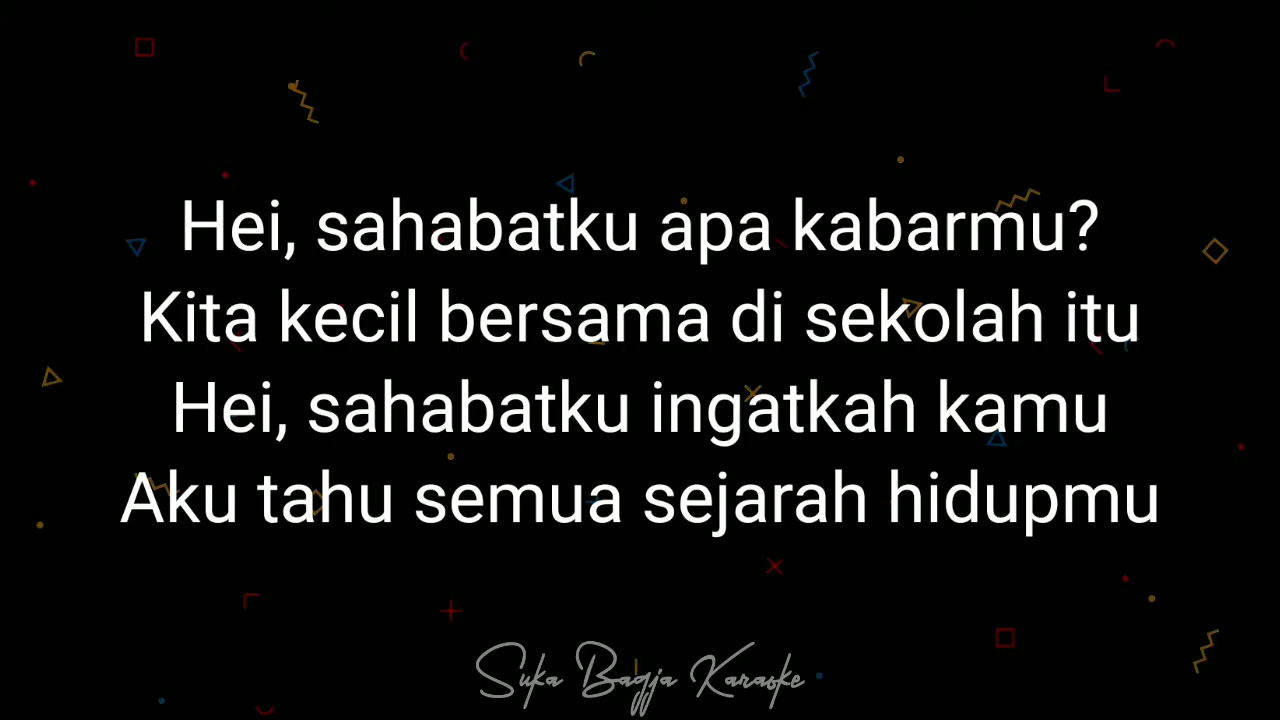 Hei, sahabatku apa kabarmu?
Kita kecil bersama di sekolah itu
Hei, sahabatku ingatkah kamu
Aku tahu semua sejarah hidupmu
Suka Bagja Karaoke